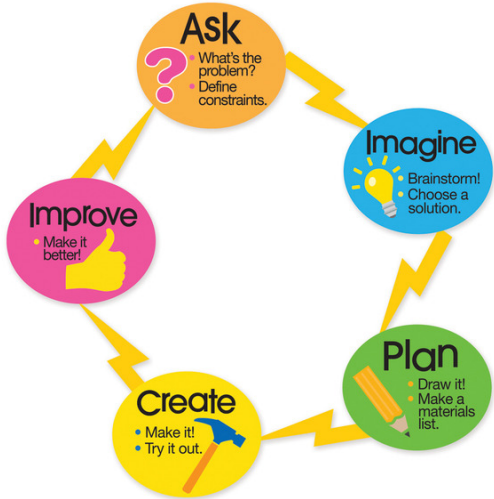 Ask
• What's the
problem?
• Define
constraints.
Imagine
• Brainstorm!
• Choose a
solution.
Plan
• Draw it!
• Make a
materials
list.
Create
• Make it!
• Try it out.
Improve
• Make it
better!